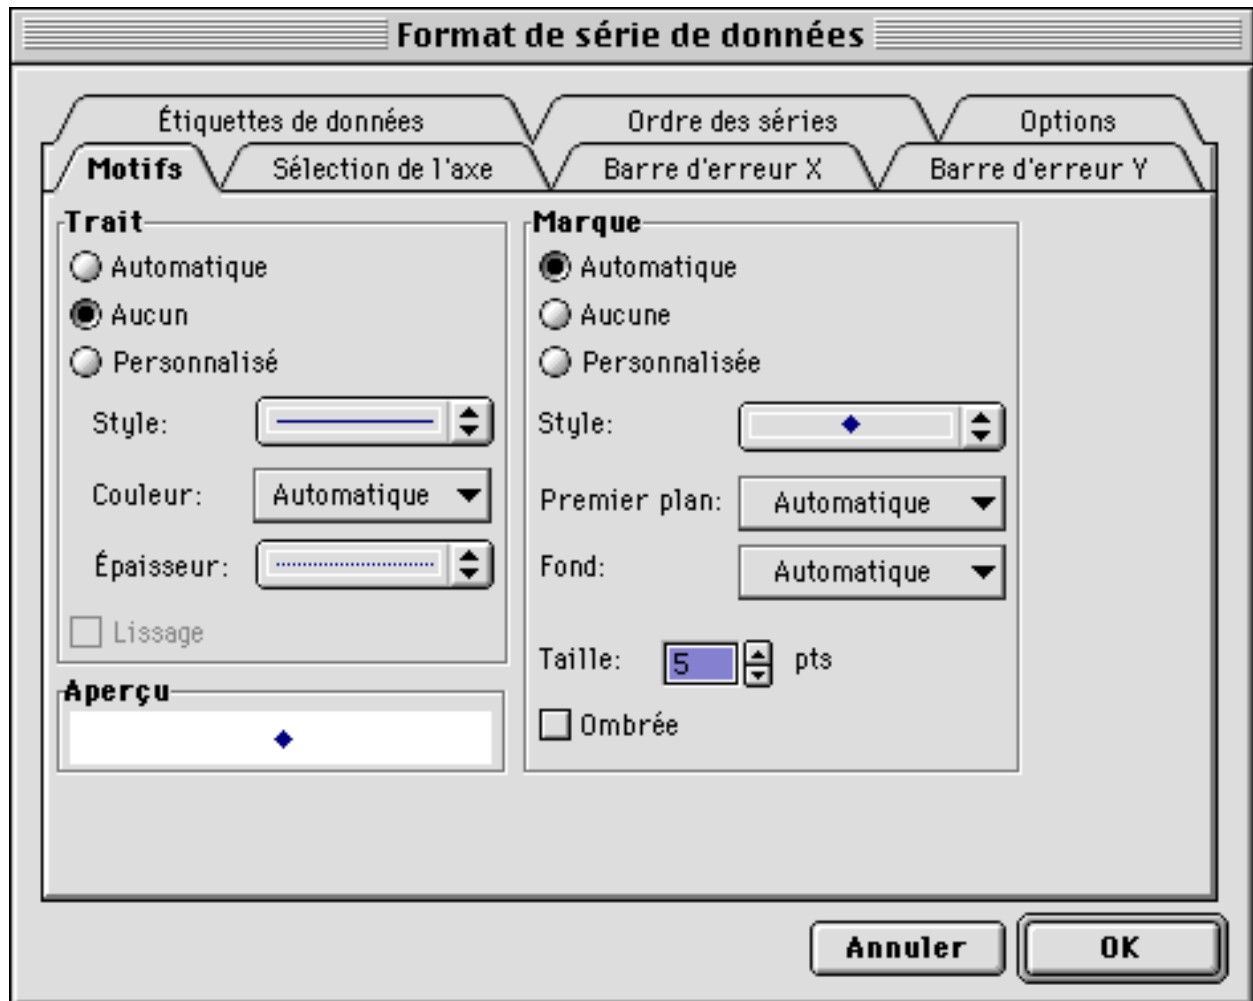 Format de série de données
Étiquettes de données
Ordre des séries
Options
Motifs
Sélection de l'axe
Barre d'erreur X
Barre d'erreur Y
Trait
Automatique
Aucun
Personnalisé
Style:
Couleur: Automatique
Épaisseur:
Lissage
Aperçu
Marque
Automatique
Aucune
Personnalisée
Style:
Premier plan: Automatique
Fond: Automatique
Taille: 5 pts
Ombrée
Annuler
OK